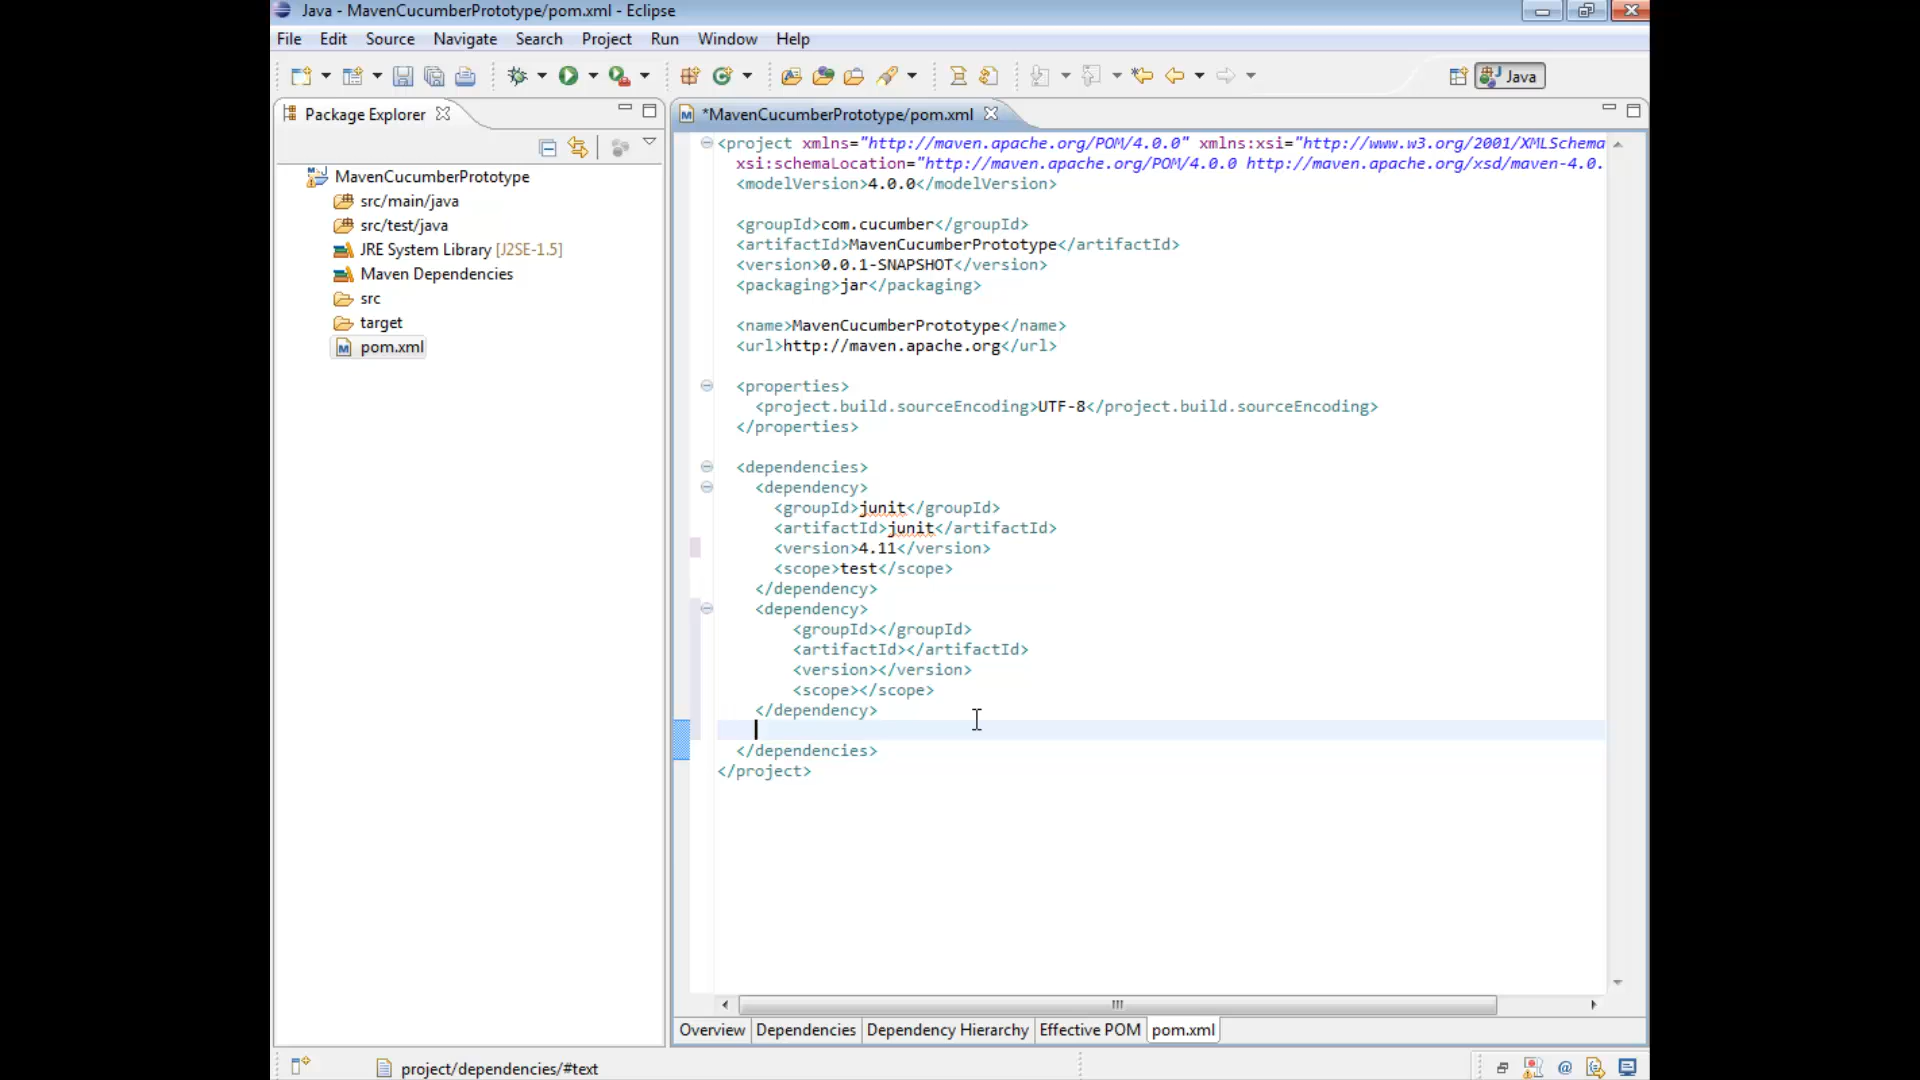 Java - MavenCucumberPrototype/pom.xml - Eclipse
File Edit Source Navigate Search Project Run Window Help
Java
Package Explorer
*MavenCucumberPrototype/pom.xml
MavenCucumberPrototype
src/main/java
src/test/java
JRE System Library [J2SE-1.5]
Maven Dependencies
src
target
pom.xml
<project xmlns="http://maven.apache.org/POM/4.0.0" xmlns:xsi="http://www.w3.org/2001/XMLSchema
xsi:schemaLocation="http://maven.apache.org/POM/4.0.0 http://maven.apache.org/xsd/maven-4.0.
<modelVersion>4.0.0</modelVersion>
<groupId>com.cucumber</groupId>
<artifactId>MavenCucumberPrototype</artifactId>
<version>0.0.1-SNAPSHOT</version>
<packaging>jar</packaging>
<name>MavenCucumberPrototype</name>
<url>http://maven.apache.org</url>
<properties>
<project.build.sourceEncoding>UTF-8</project.build.sourceEncoding>
</properties>
<dependencies>
<dependency>
<groupId>junit</groupId>
<artifactId>junit</artifactId>
<version>4.11</version>
<scope>test</scope>
</dependency>
<dependency>
<groupId></groupId>
<artifactId></artifactId>
<version></version>
<scope></scope>
</dependency>
</dependencies>
</project>
Overview Dependencies Dependency Hierarchy Effective POM pom.xml
project/dependencies/#text